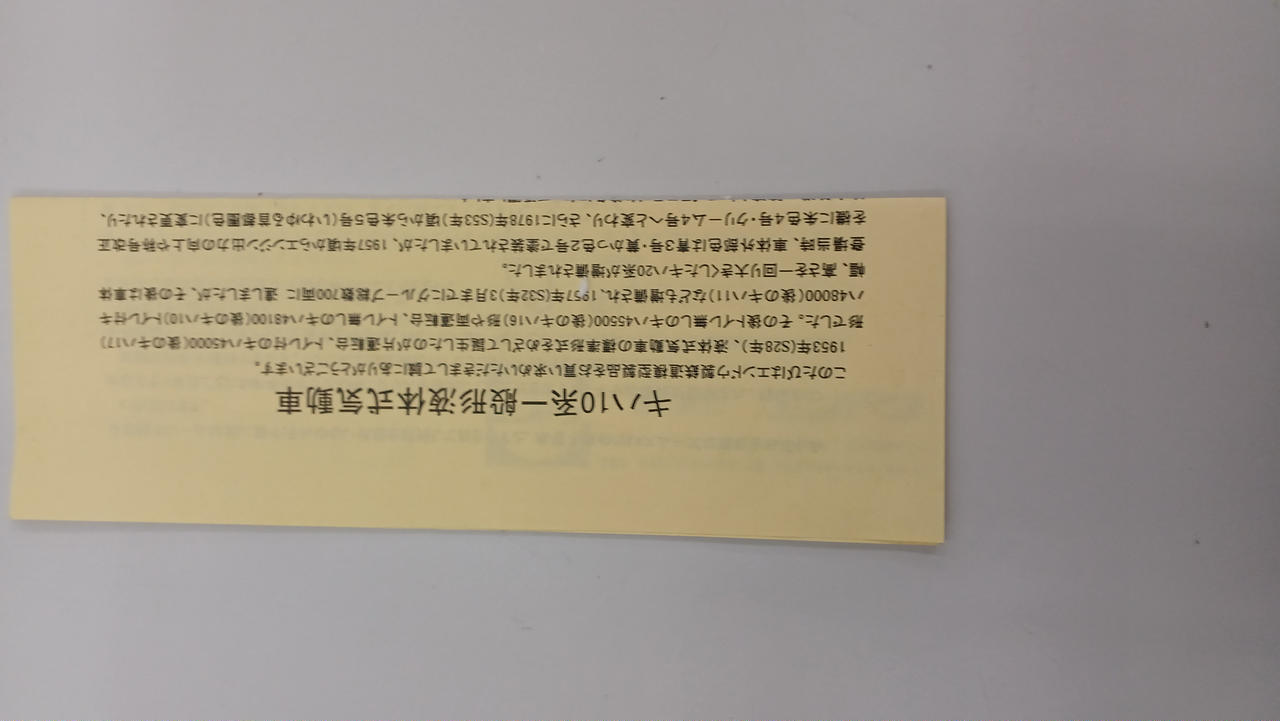 キハ10系一般形液体式気動車
このたびはエンドウ製鉄道模型製品をお買い求めいただきまして誠にありがとうございます。
1953年(S28年)、液体式気動車の標準形式をめざして誕生したのが片運転台、トイレ付のキハ45000(後のキハ17)
形でした。その後トイレ無しのキハ45500(後のキハ16)形や両運転台、トイレ無しのキハ48100(後のキハ10)トイレ付キ
ハ48000(後のキハ11)なども増備され、1957年(S32年)3月までにグループ総数700両に 達しましたが、その後は車体
幅、高さを一回り大きくしたキハ20系が増備されました。
登場当時、車体外部色は青3号・黄かっ色2号で塗装されていましたが、1957年頃からエンジン出力の向上や称号改正
を機に朱色4号・クリーム4号へと変わり、さらに1978年(S53年)頃から朱色5号(いわゆる首都圏色)に変更されたり、